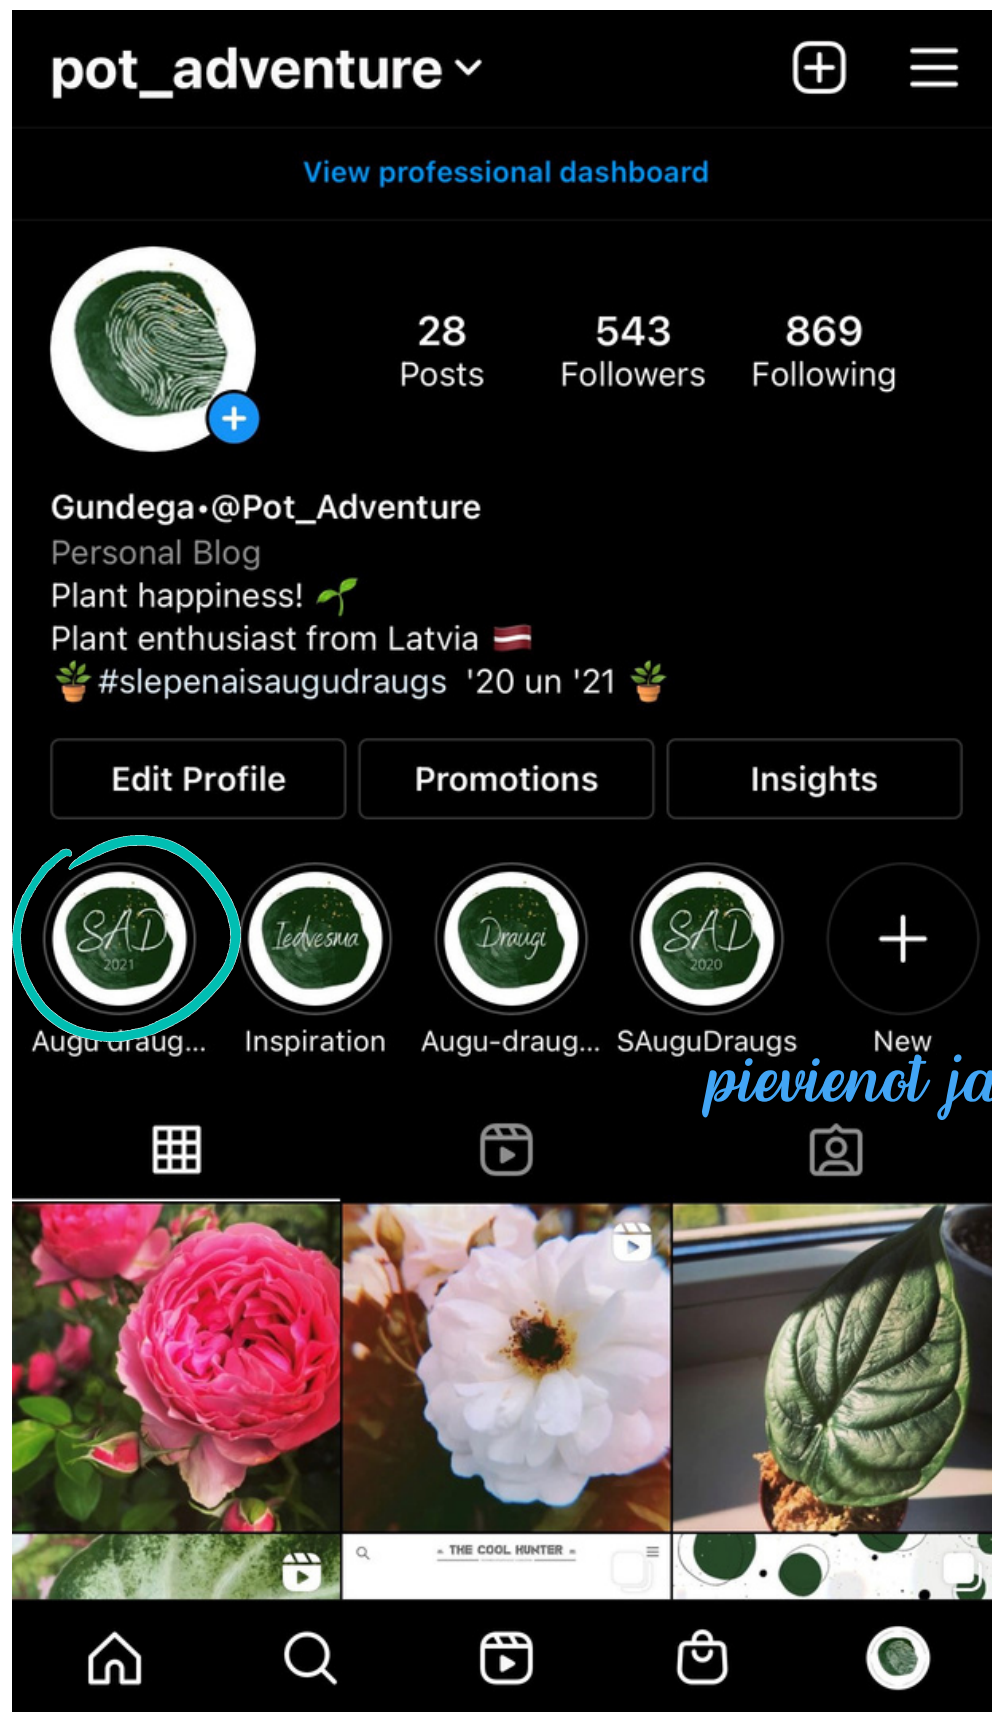 pot_adventure
View professional dashboard
28 543 869
Posts Followers Following
Gundega•@Pot_Adventure
Personal Blog
Plant happiness! 🌱
Plant enthusiast from Latvia 🇱🇻
🪴#slepenaisaugudraugs '20 un '21 🪴
Edit Profile Promotions Insights
SAD Iedvesma Draugi SAD
2021 2020
Augu draug... Inspiration Augu-draug... SAuguDraugs New
pievienot ja
THE COOL HUNTER